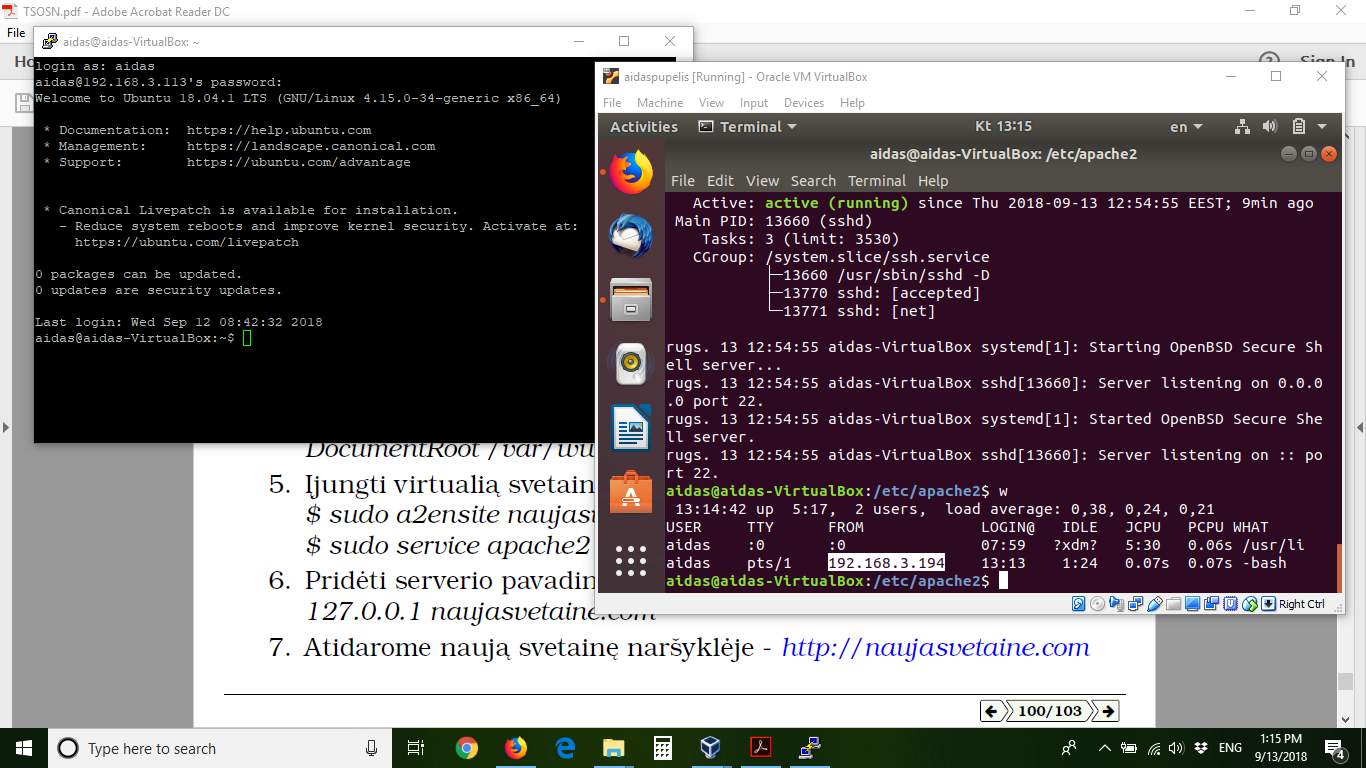 TSOSN.pdf - Adobe Acrobat Reader DC
File
Sign In
aidas@aidas-VirtualBox: ~
login as: aidas
aidas@192.168.3.113's password:
Welcome to Ubuntu 18.04.1 LTS (GNU/Linux 4.15.0-34-generic x86_64)
* Documentation:  https://help.ubuntu.com
* Management:     https://landscape.canonical.com
* Support:        https://ubuntu.com/advantage
* Canonical Livepatch is available for installation.
- Reduce system reboots and improve kernel security. Activate at:
https://ubuntu.com/livepatch
0 packages can be updated.
0 updates are security updates.
Last login: Wed Sep 12 08:42:32 2018
aidas@aidas-VirtualBox:~$
aidaspupelis [Running] - Oracle VM VirtualBox
File Machine View Input Devices Help
Activities Terminal Kt 13:15 en
aidas@aidas-VirtualBox: /etc/apache2
File Edit View Search Terminal Help
Active: active (running) since Thu 2018-09-13 12:54:55 EEST; 9min ago
Main PID: 13660 (sshd)
Tasks: 3 (limit: 3530)
CGroup: /system.slice/ssh.service
├─13660 /usr/sbin/sshd -D
├─13770 sshd: [accepted]
└─13771 sshd: [net]
rugs. 13 12:54:55 aidas-VirtualBox systemd[1]: Starting OpenBSD Secure Sh
ell server...
rugs. 13 12:54:55 aidas-VirtualBox sshd[13660]: Server listening on 0.0.0
.0 port 22.
rugs. 13 12:54:55 aidas-VirtualBox systemd[1]: Started OpenBSD Secure She
ll server.
rugs. 13 12:54:55 aidas-VirtualBox sshd[13660]: Server listening on :: po
rt 22.
aidas@aidas-VirtualBox:/etc/apache2$ w
13:14:42 up  5:17,  2 users,  load average: 0,38, 0,24, 0,21
USER     TTY      FROM             LOGIN@   IDLE   JCPU   PCPU WHAT
aidas    :0       :0               07:59   ?xdm?   5:30   0.06s /usr/li
aidas    pts/1    192.168.3.194    13:13    1:24   0.07s  0.07s -bash
aidas@aidas-VirtualBox:/etc/apache2$
Right Ctrl
DocumentRoot /var/
5. Įjungti virtualią
$ sudo a2ensite
$ sudo service apache2
6. Pridėti serverio
127.0.0.1 naujasvetaine.com
7. Atidarome naują svetainę naršyklėje - http://naujasvetaine.com
100/103
Type here to search
ENG
1:15 PM
9/13/2018
4